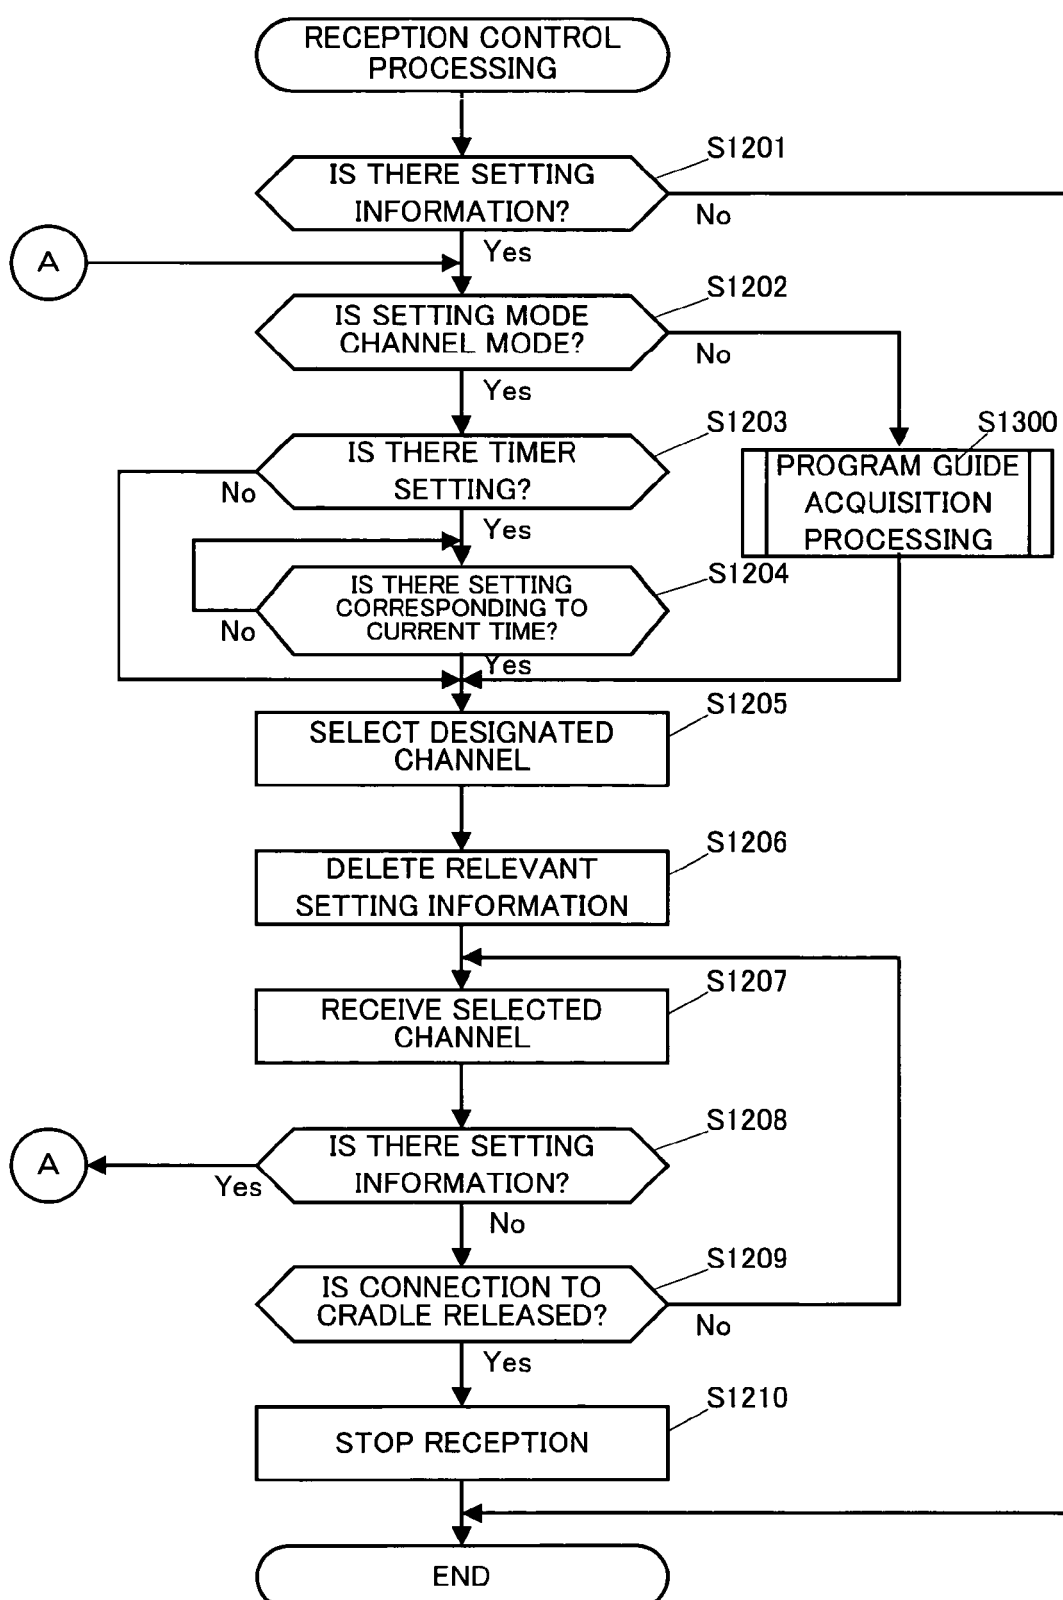 RECEPTION CONTROL
PROCESSING
S1201
IS THERE SETTING
INFORMATION?
No
Yes
A
S1202
IS SETTING MODE
CHANNEL MODE?
No
Yes
S1203
IS THERE TIMER
SETTING?
No
Yes
S1300
PROGRAM GUIDE
ACQUISITION
PROCESSING
S1204
IS THERE SETTING
CORRESPONDING TO
CURRENT TIME?
No
Yes
S1205
SELECT DESIGNATED
CHANNEL
S1206
DELETE RELEVANT
SETTING INFORMATION
S1207
RECEIVE SELECTED
CHANNEL
S1208
IS THERE SETTING
INFORMATION?
A
Yes
No
S1209
IS CONNECTION TO
CRADLE RELEASED?
No
Yes
S1210
STOP RECEPTION
END